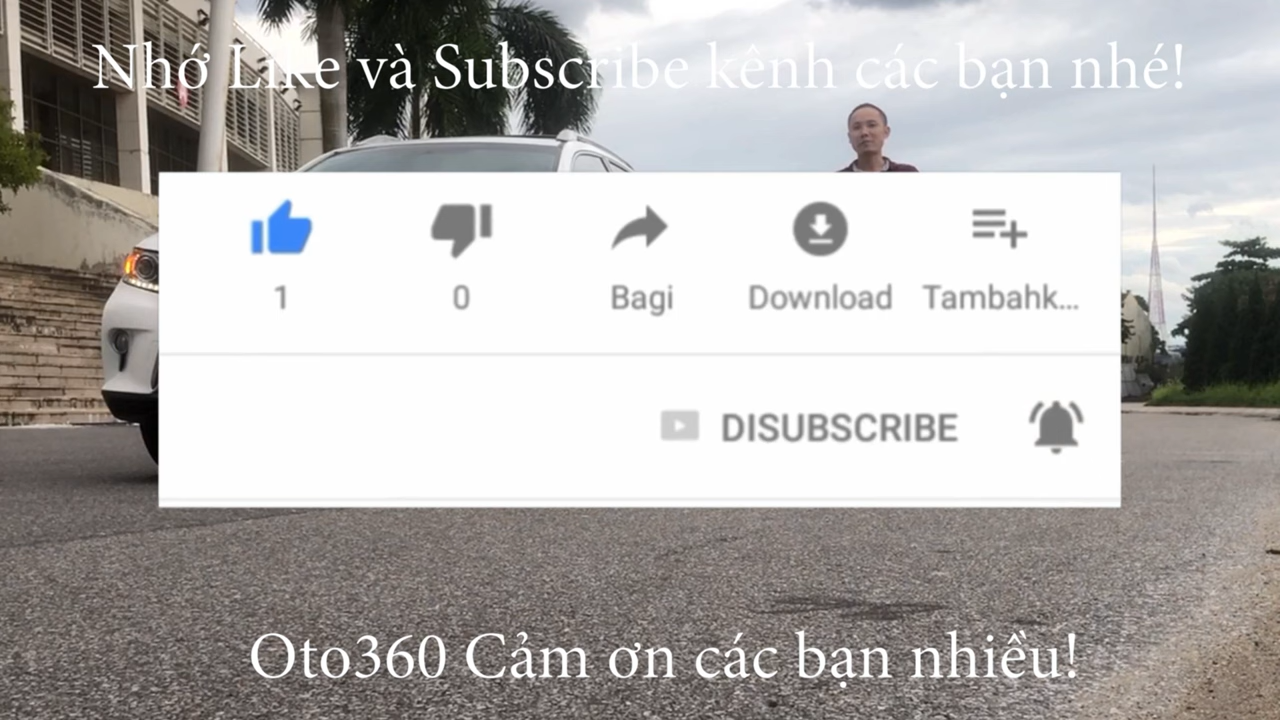 Nhớ Like và Subscribe kênh các bạn nhé!
1 0 Bagi Download Tambahk...
DISUBSCRIBE
Oto360 Cảm ơn các bạn nhiều!